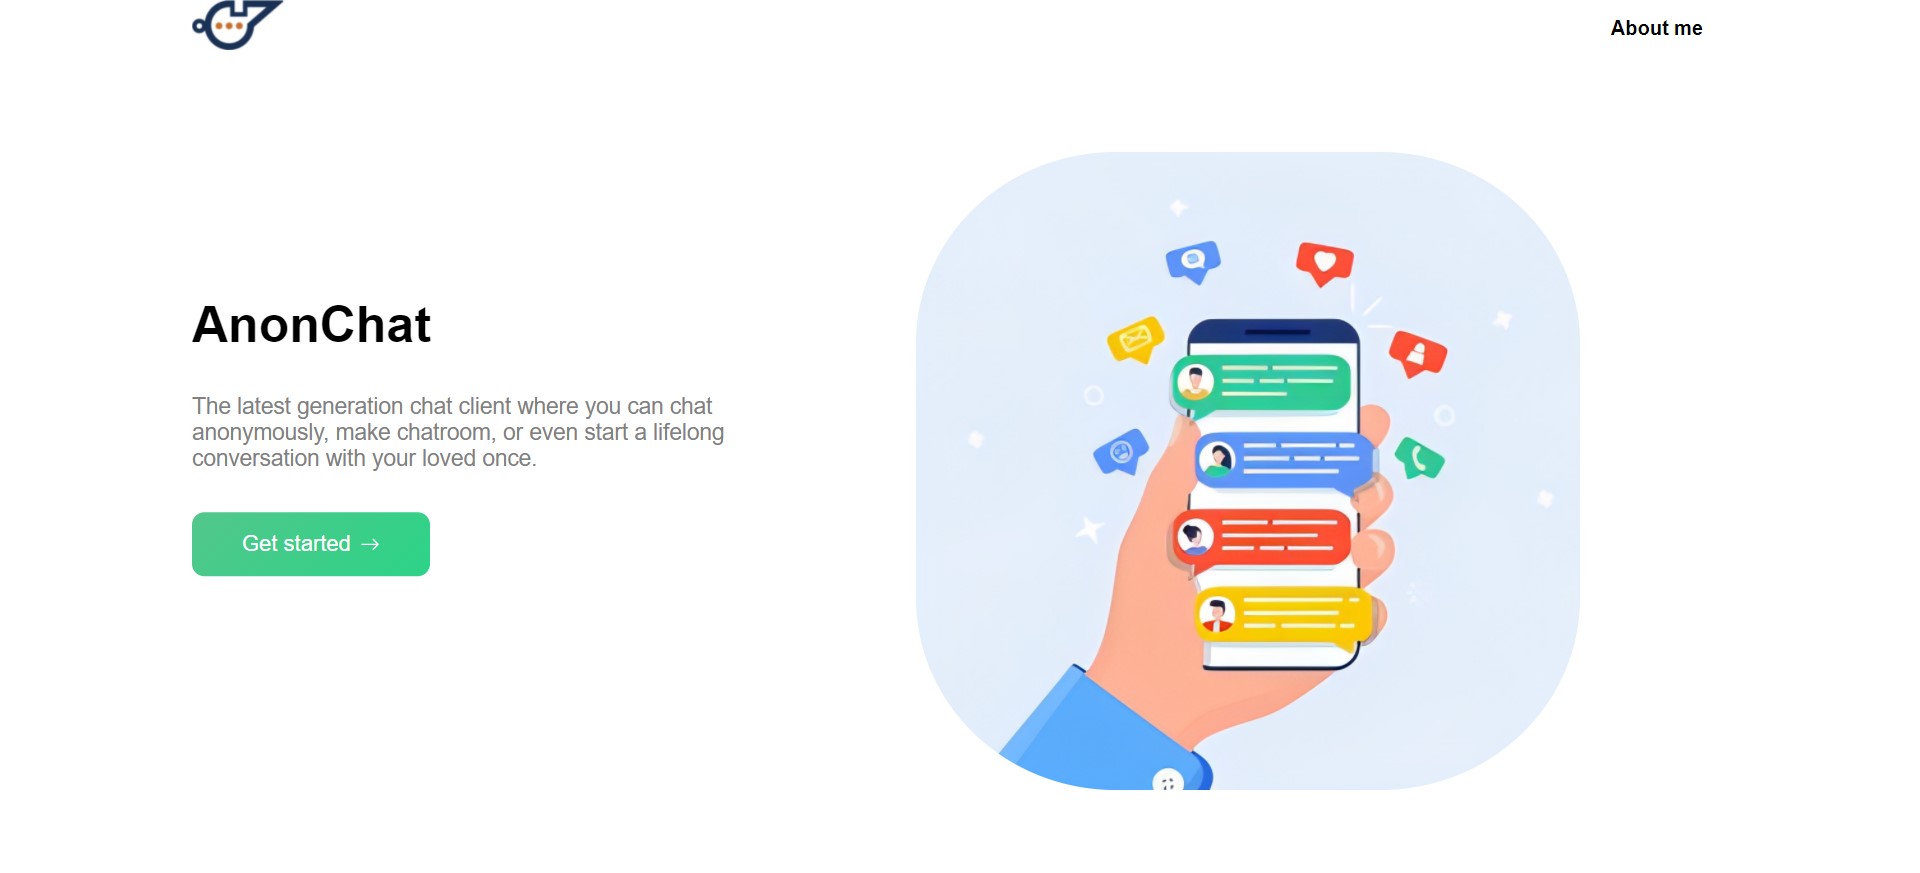 About me
AnonChat
The latest generation chat client where you can chat
anonymously, make chatroom, or even start a lifelong
conversation with your loved once.
Get started →